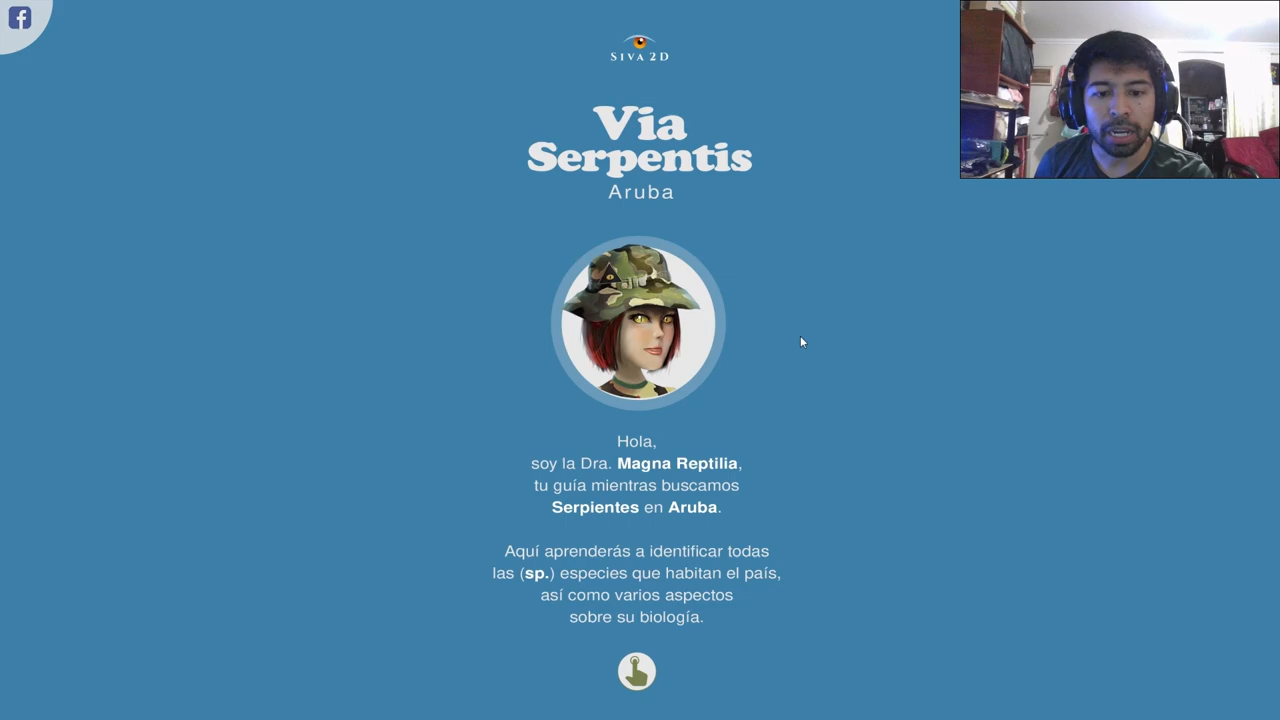 SIVA 2D
Via
Serpentis
Aruba
Hola,
soy la Dra. Magna Reptilia,
tu guía mientras buscamos
Serpientes en Aruba.
Aquí aprenderás a identificar todas
las (sp.) especies que habitan el país,
así como varios aspectos
sobre su biología.